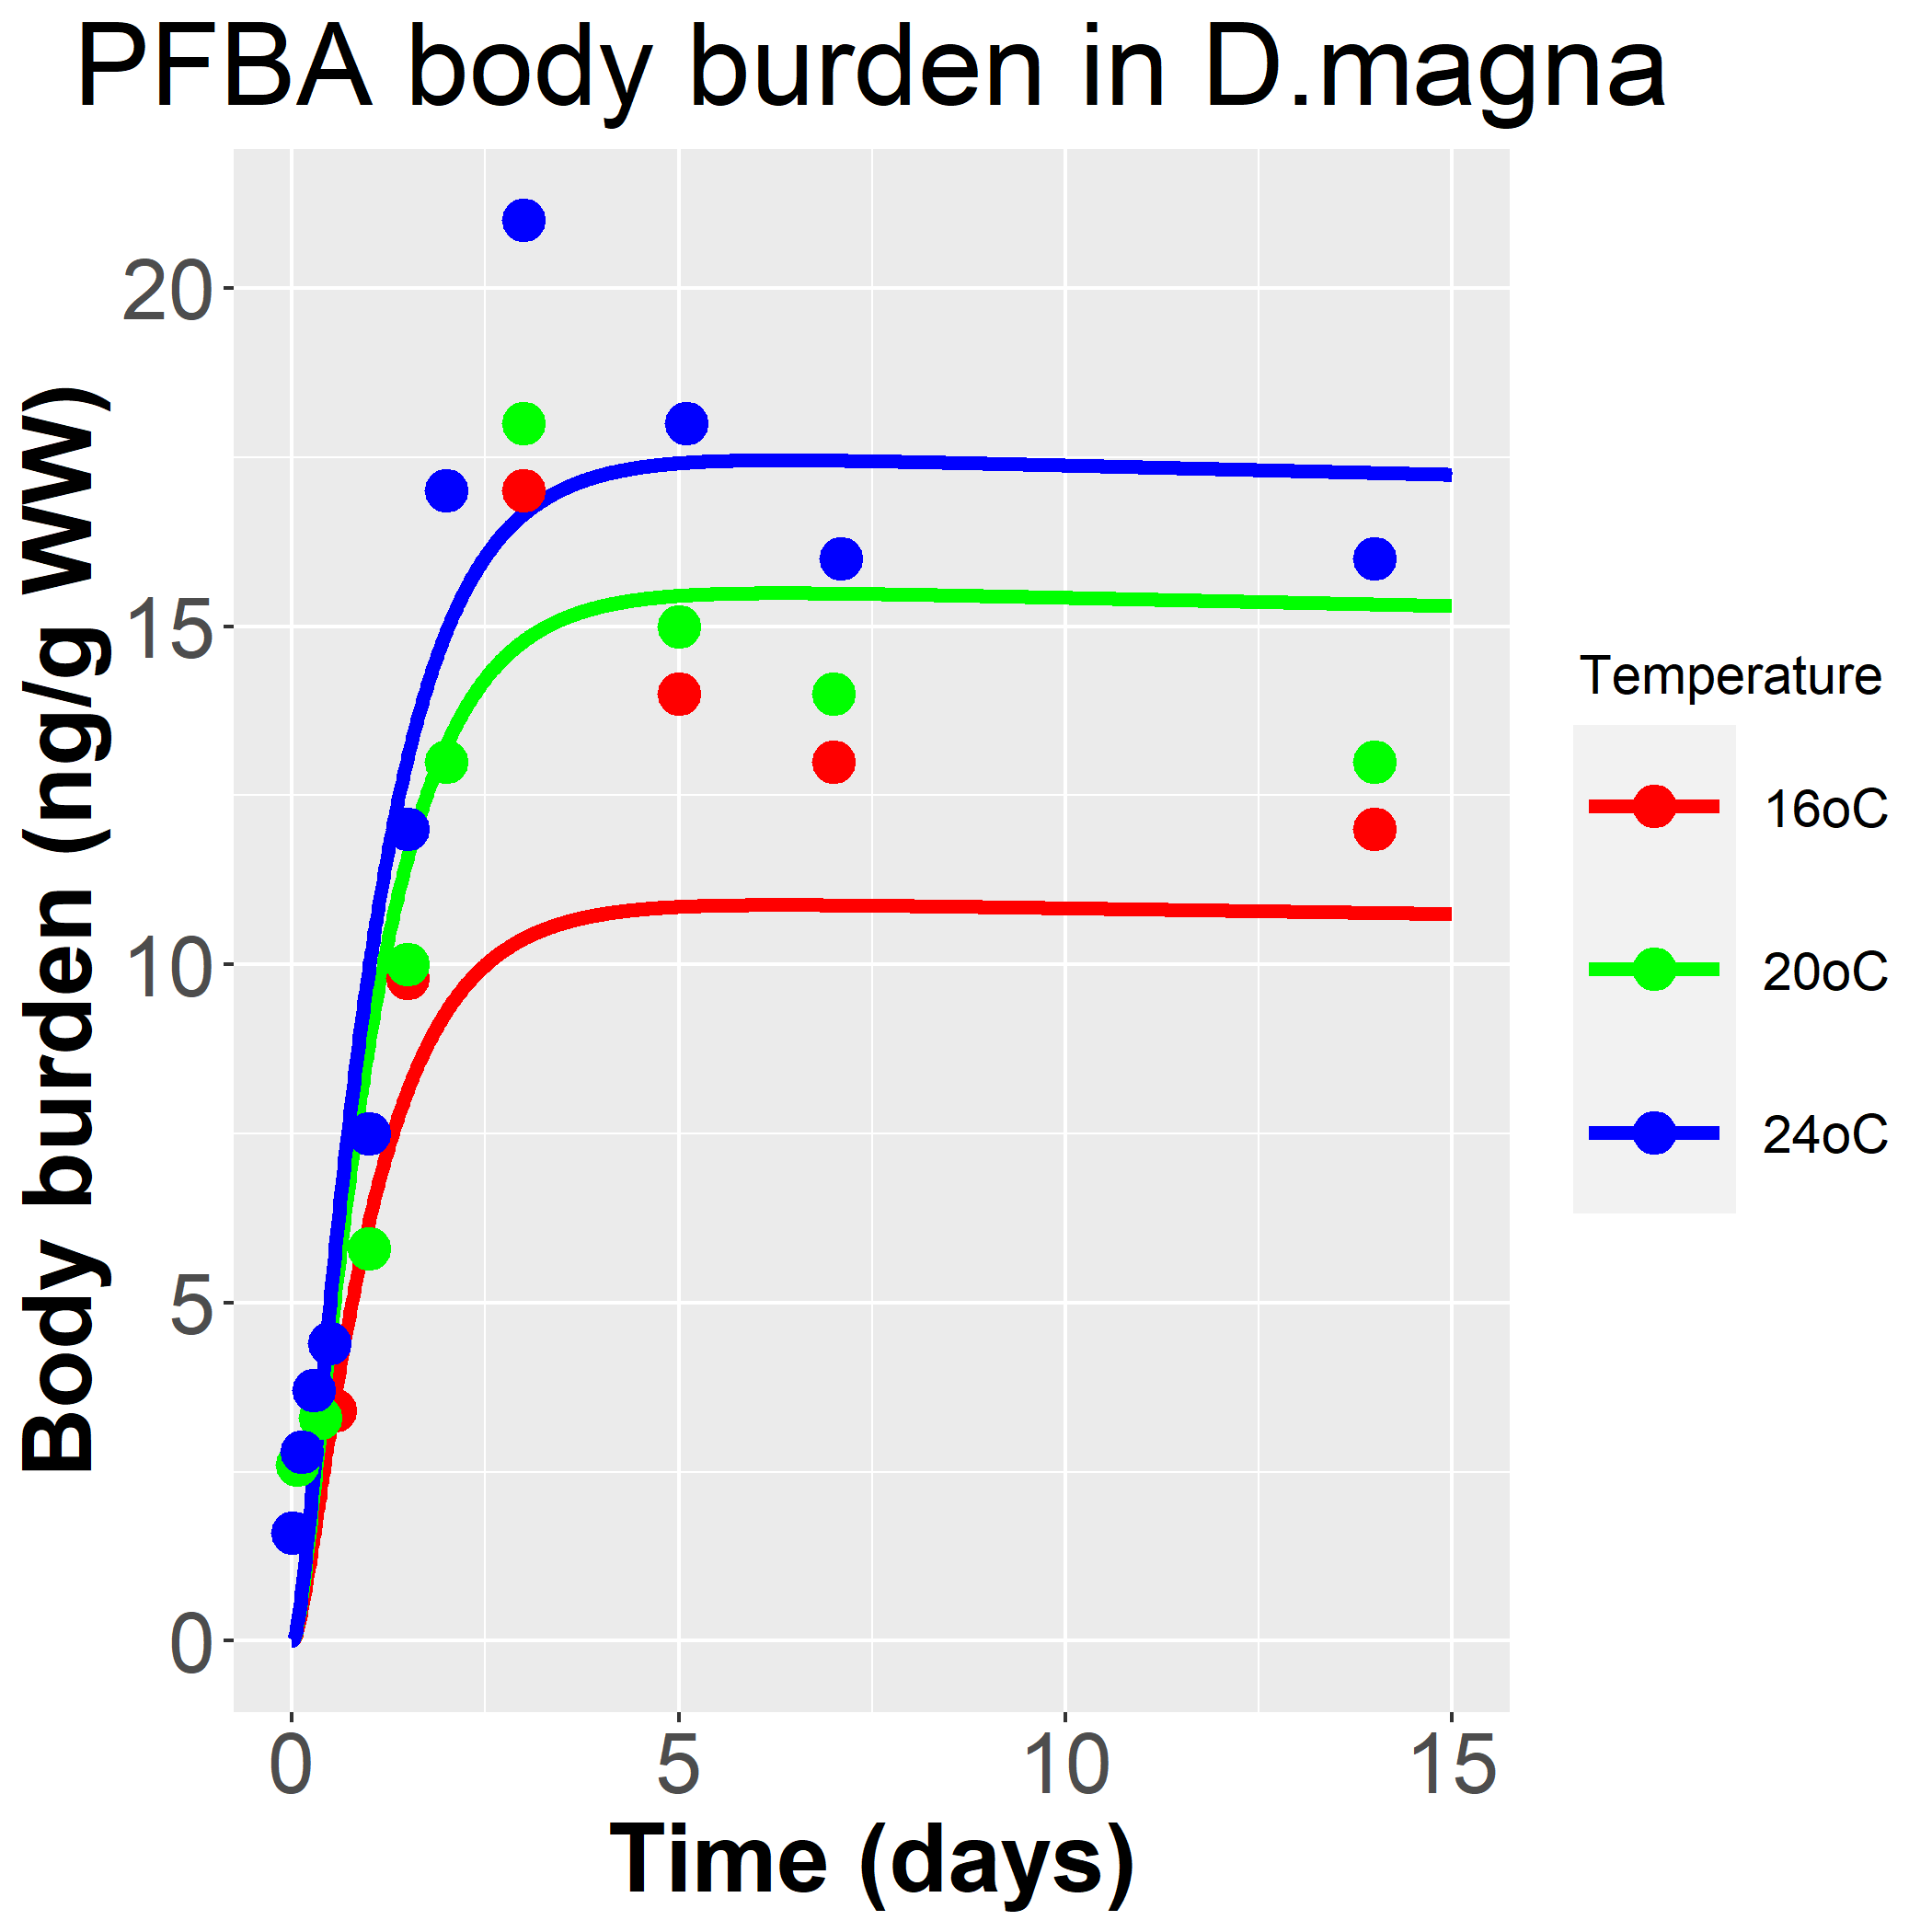 PFBA body burden in D.magna
Body burden (ng/g WW)
20
15
10
5
0
0 5 10 15
Time (days)
Temperature
16oC
20oC
24oC